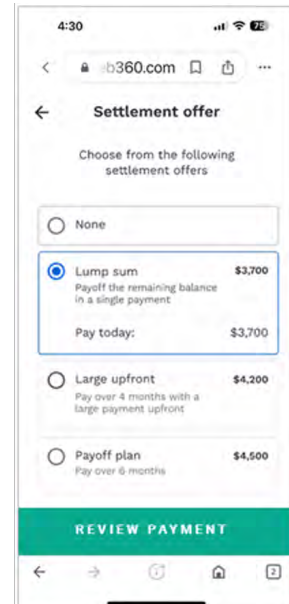 4:30
75
360.com
Settlement offer
Choose from the following
settlement offers
None
Lump sum $3,700
Payoff the remaining balance
in a single payment
Pay today: $3,700
Large upfront $4,200
Pay over 4 months with a
large payment upfront
Payoff plan $4,500
Pay over 6 months
REVIEW PAYMENT
2